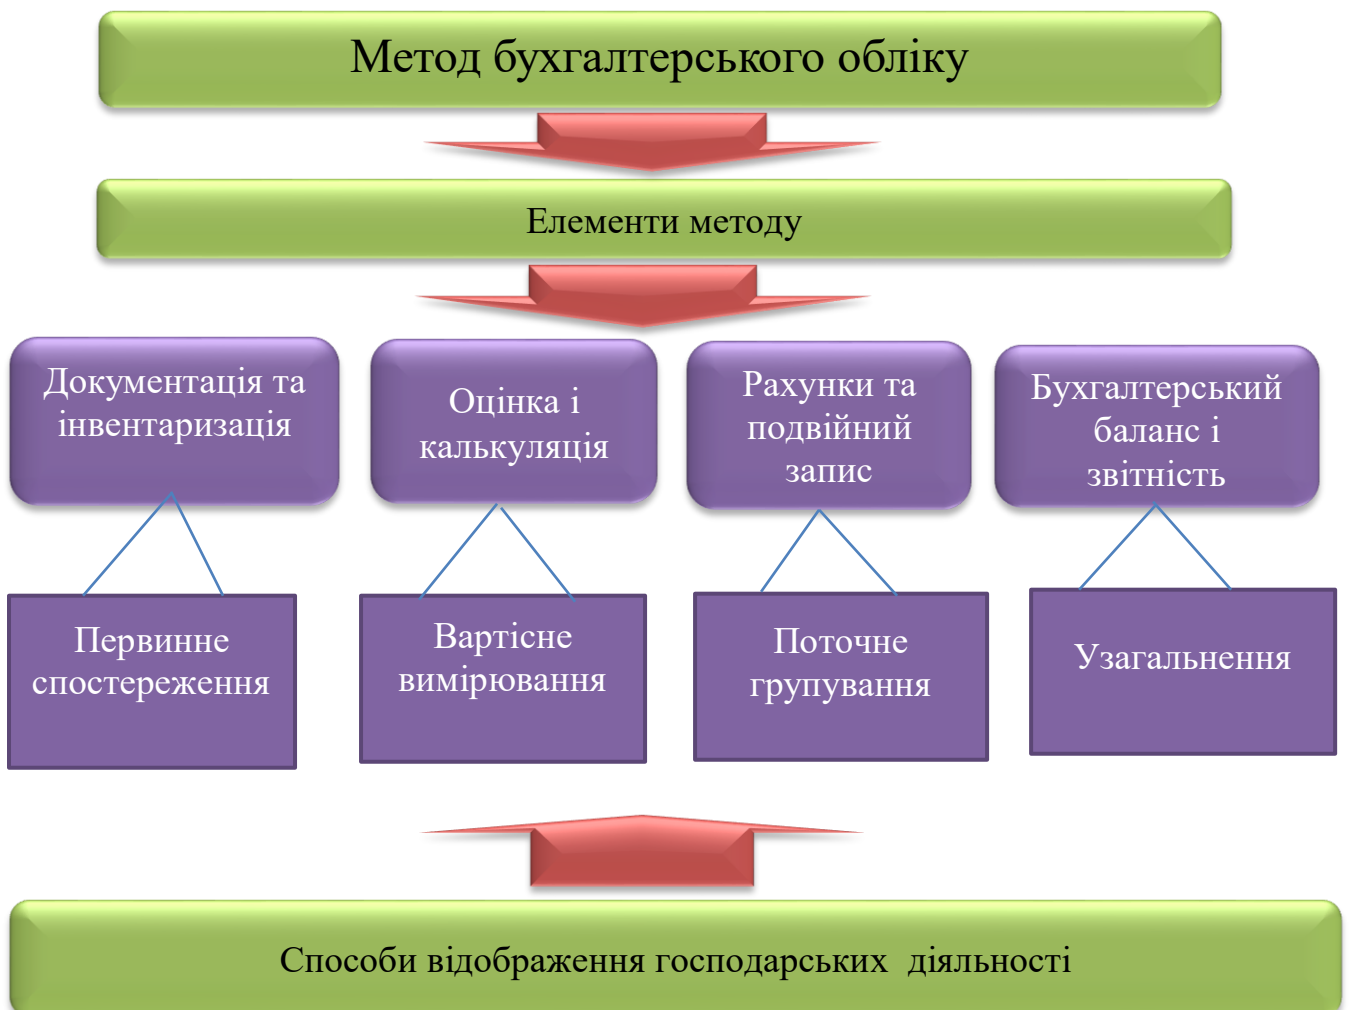 Метод бухгалтерського обліку
Елементи методу
Документація та
інвентаризація
Оцінка і
калькуляція
Рахунки та
подвійний
запис
Бухгалтерський
баланс і
звітність
Первинне
спостереження
Вартісне
вимірювання
Поточне
групування
Узагальнення
Способи відображення господарських діяльності